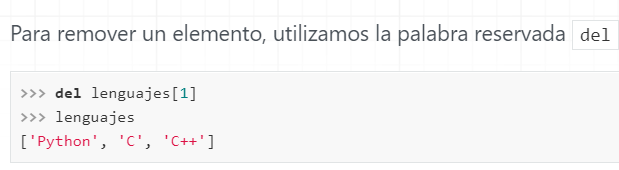 Para remover un elemento, utilizamos la palabra reservada del
>>> del lenguajes[1]
>>> lenguajes
['Python', 'C', 'C++']